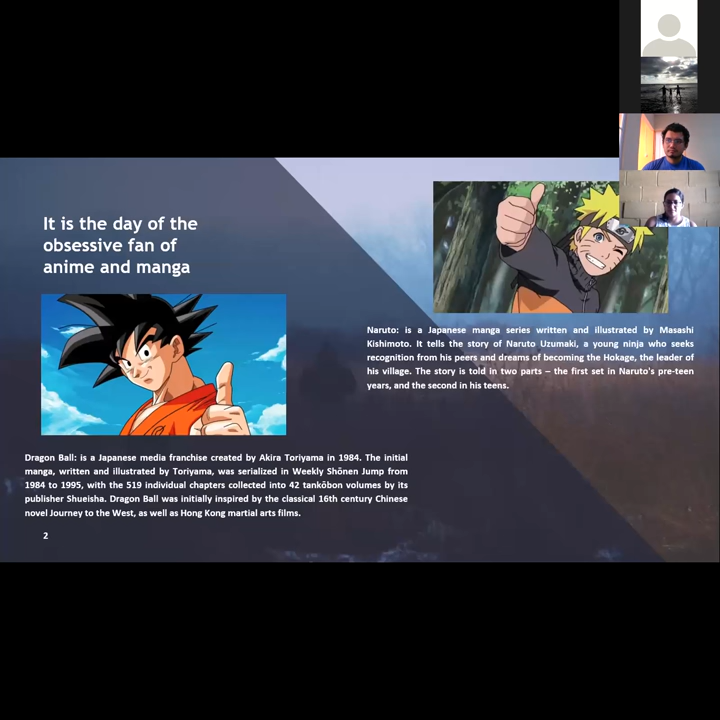 It is the day of the
obsessive fan of
anime and manga
Naruto: is a Japanese manga series written and illustrated by Masashi
Kishimoto. It tells the story of Naruto Uzumaki, a young ninja who seeks
recognition from his peers and dreams of becoming the Hokage, the leader of
his village. The story is told in two parts – the first set in Naruto's pre-teen
years, and the second in his teens.
Dragon Ball: is a Japanese media franchise created by Akira Toriyama in 1984. The initial
manga, written and illustrated by Toriyama, was serialized in Weekly Shōnen Jump from
1984 to 1995, with the 519 individual chapters collected into 42 tankōbon volumes by its
publisher Shueisha. Dragon Ball was initially inspired by the classical 16th century Chinese
novel Journey to the West, as well as Hong Kong martial arts films.
2